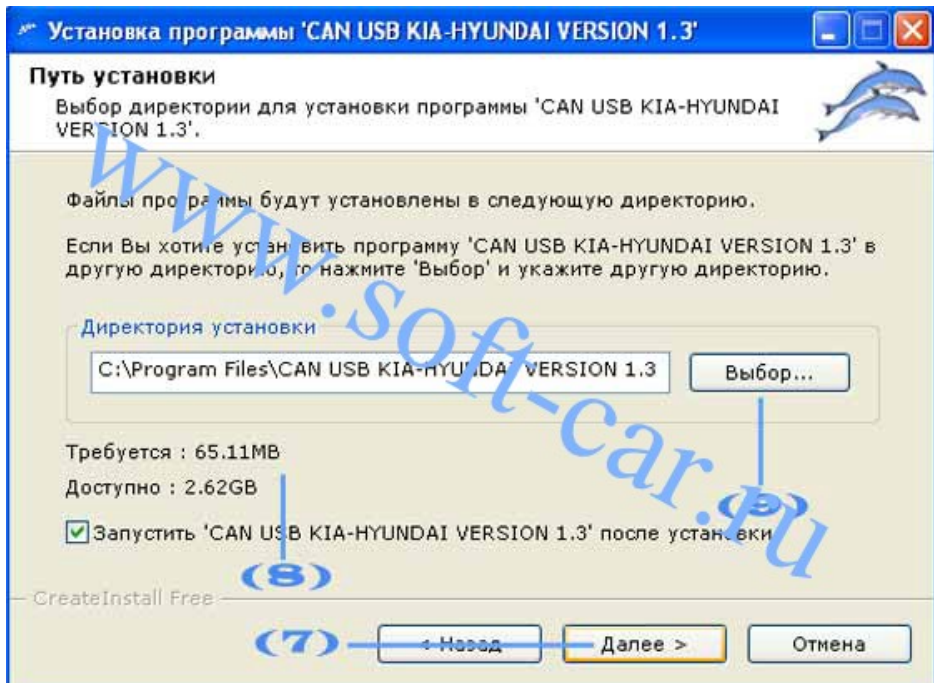 Установка программы 'CAN USB KIA-HYUNDAI VERSION 1.3'
Путь установки
Выбор директории для установки программы 'CAN USB KIA-HYUNDAI
VERSION 1.3'.
Файлы программы будут установлены в следующую директорию.
Если Вы хотите установить программу 'CAN USB KIA-HYUNDAI VERSION 1.3' в
другую директорию, то нажмите 'Выбор' и укажите другую директорию.
Директория установки
C:\Program Files\CAN USB KIA-HYUNDAI VERSION 1.3
Выбор...
Требуется : 65.11MB
Доступно : 2.62GB
Запустить 'CAN USB KIA-HYUNDAI VERSION 1.3' после установки
(8)
CreateInstall Free
(7)
< Назад
Далее >
Отмена
www.soft-car.ru